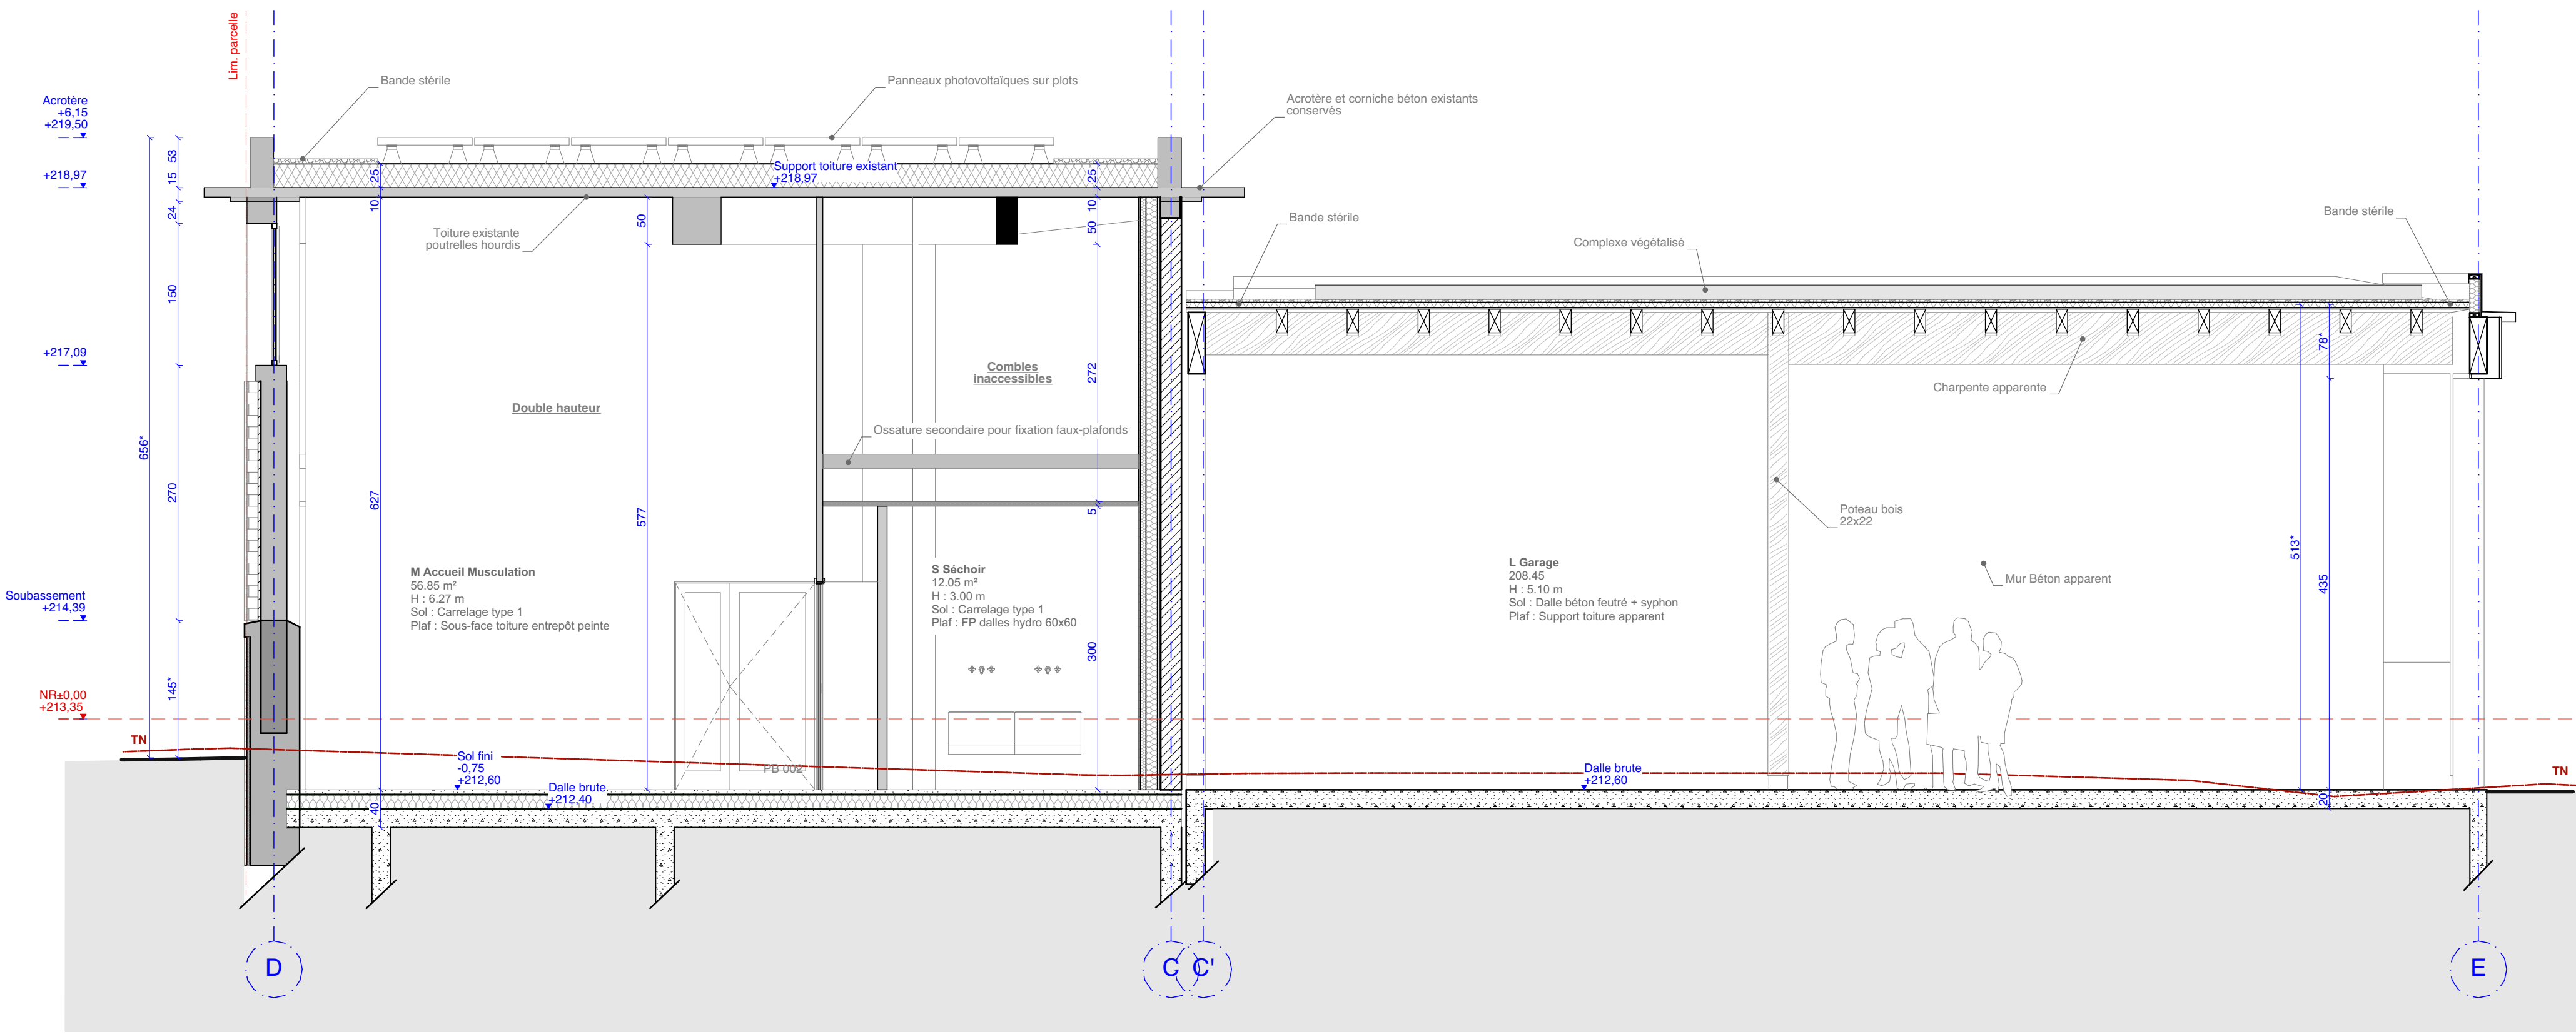 Lim. parcelle
Bande stérile
Panneaux photovoltaïques sur plots
Acrotère et corniche béton existants
conservés
Acrotère
+6,15
+219,50
+218,97
+217,09
Soubassement
+214,39
NR±0,00
+213,35
TN
53
15
24
150
270
145*
656*
25
10
627
40
50
577
Support toiture existant
+218,97
25
10
50
272
5
300
Toiture existante
poutrelles hourdis
Double hauteur
Combles
inaccessibles
Ossature secondaire pour fixation faux-plafonds
M Accueil Musculation
56.85 m²
H : 6.27 m
Sol : Carrelage type 1
Plaf : Sous-face toiture entrepôt peinte
S Séchoir
12.05 m²
H : 3.00 m
Sol : Carrelage type 1
Plaf : FP dalles hydro 60x60
PB 002
Sol fini
-0,75
+212,60
Dalle brute
+212,40
Bande stérile
Complexe végétalisé
Bande stérile
Charpente apparente
78*
Poteau bois
22x22
L Garage
208.45
H : 5.10 m
Sol : Dalle béton feutré + syphon
Plaf : Support toiture apparent
Mur Béton apparent
513*
435
20
Dalle brute
+212,60
TN
D
C
C'
E